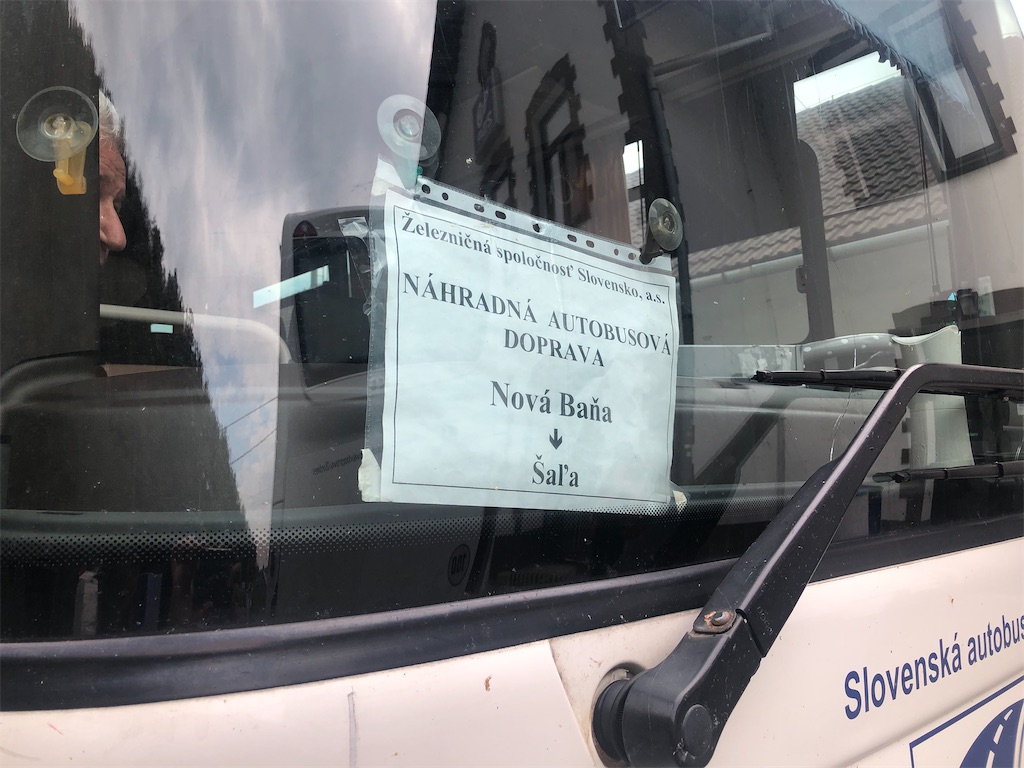 Železničná spoločnosť Slovensko, a.s.
NÁHRADNÁ AUTOBUSOVÁ
DOPRAVA
Nová Baňa
↓
Šaľa
Slovenská autobus